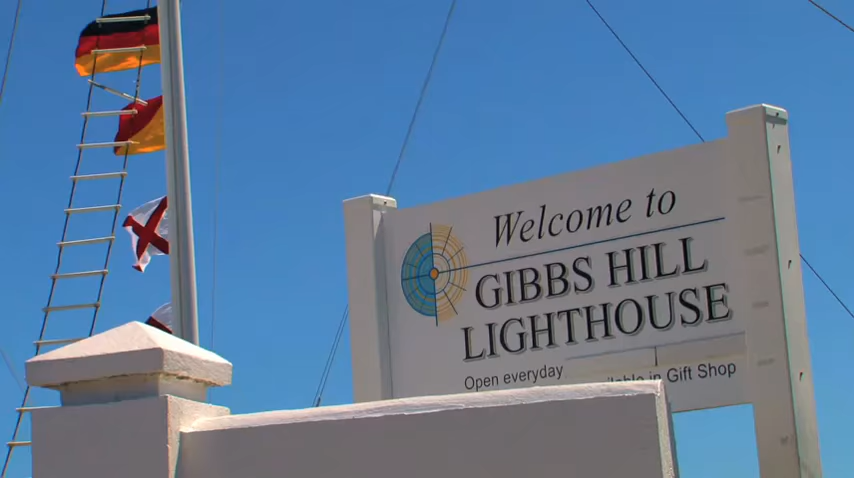 Welcome to
GIBBS HILL
LIGHTHOUSE
Open everyday
in Gift Shop